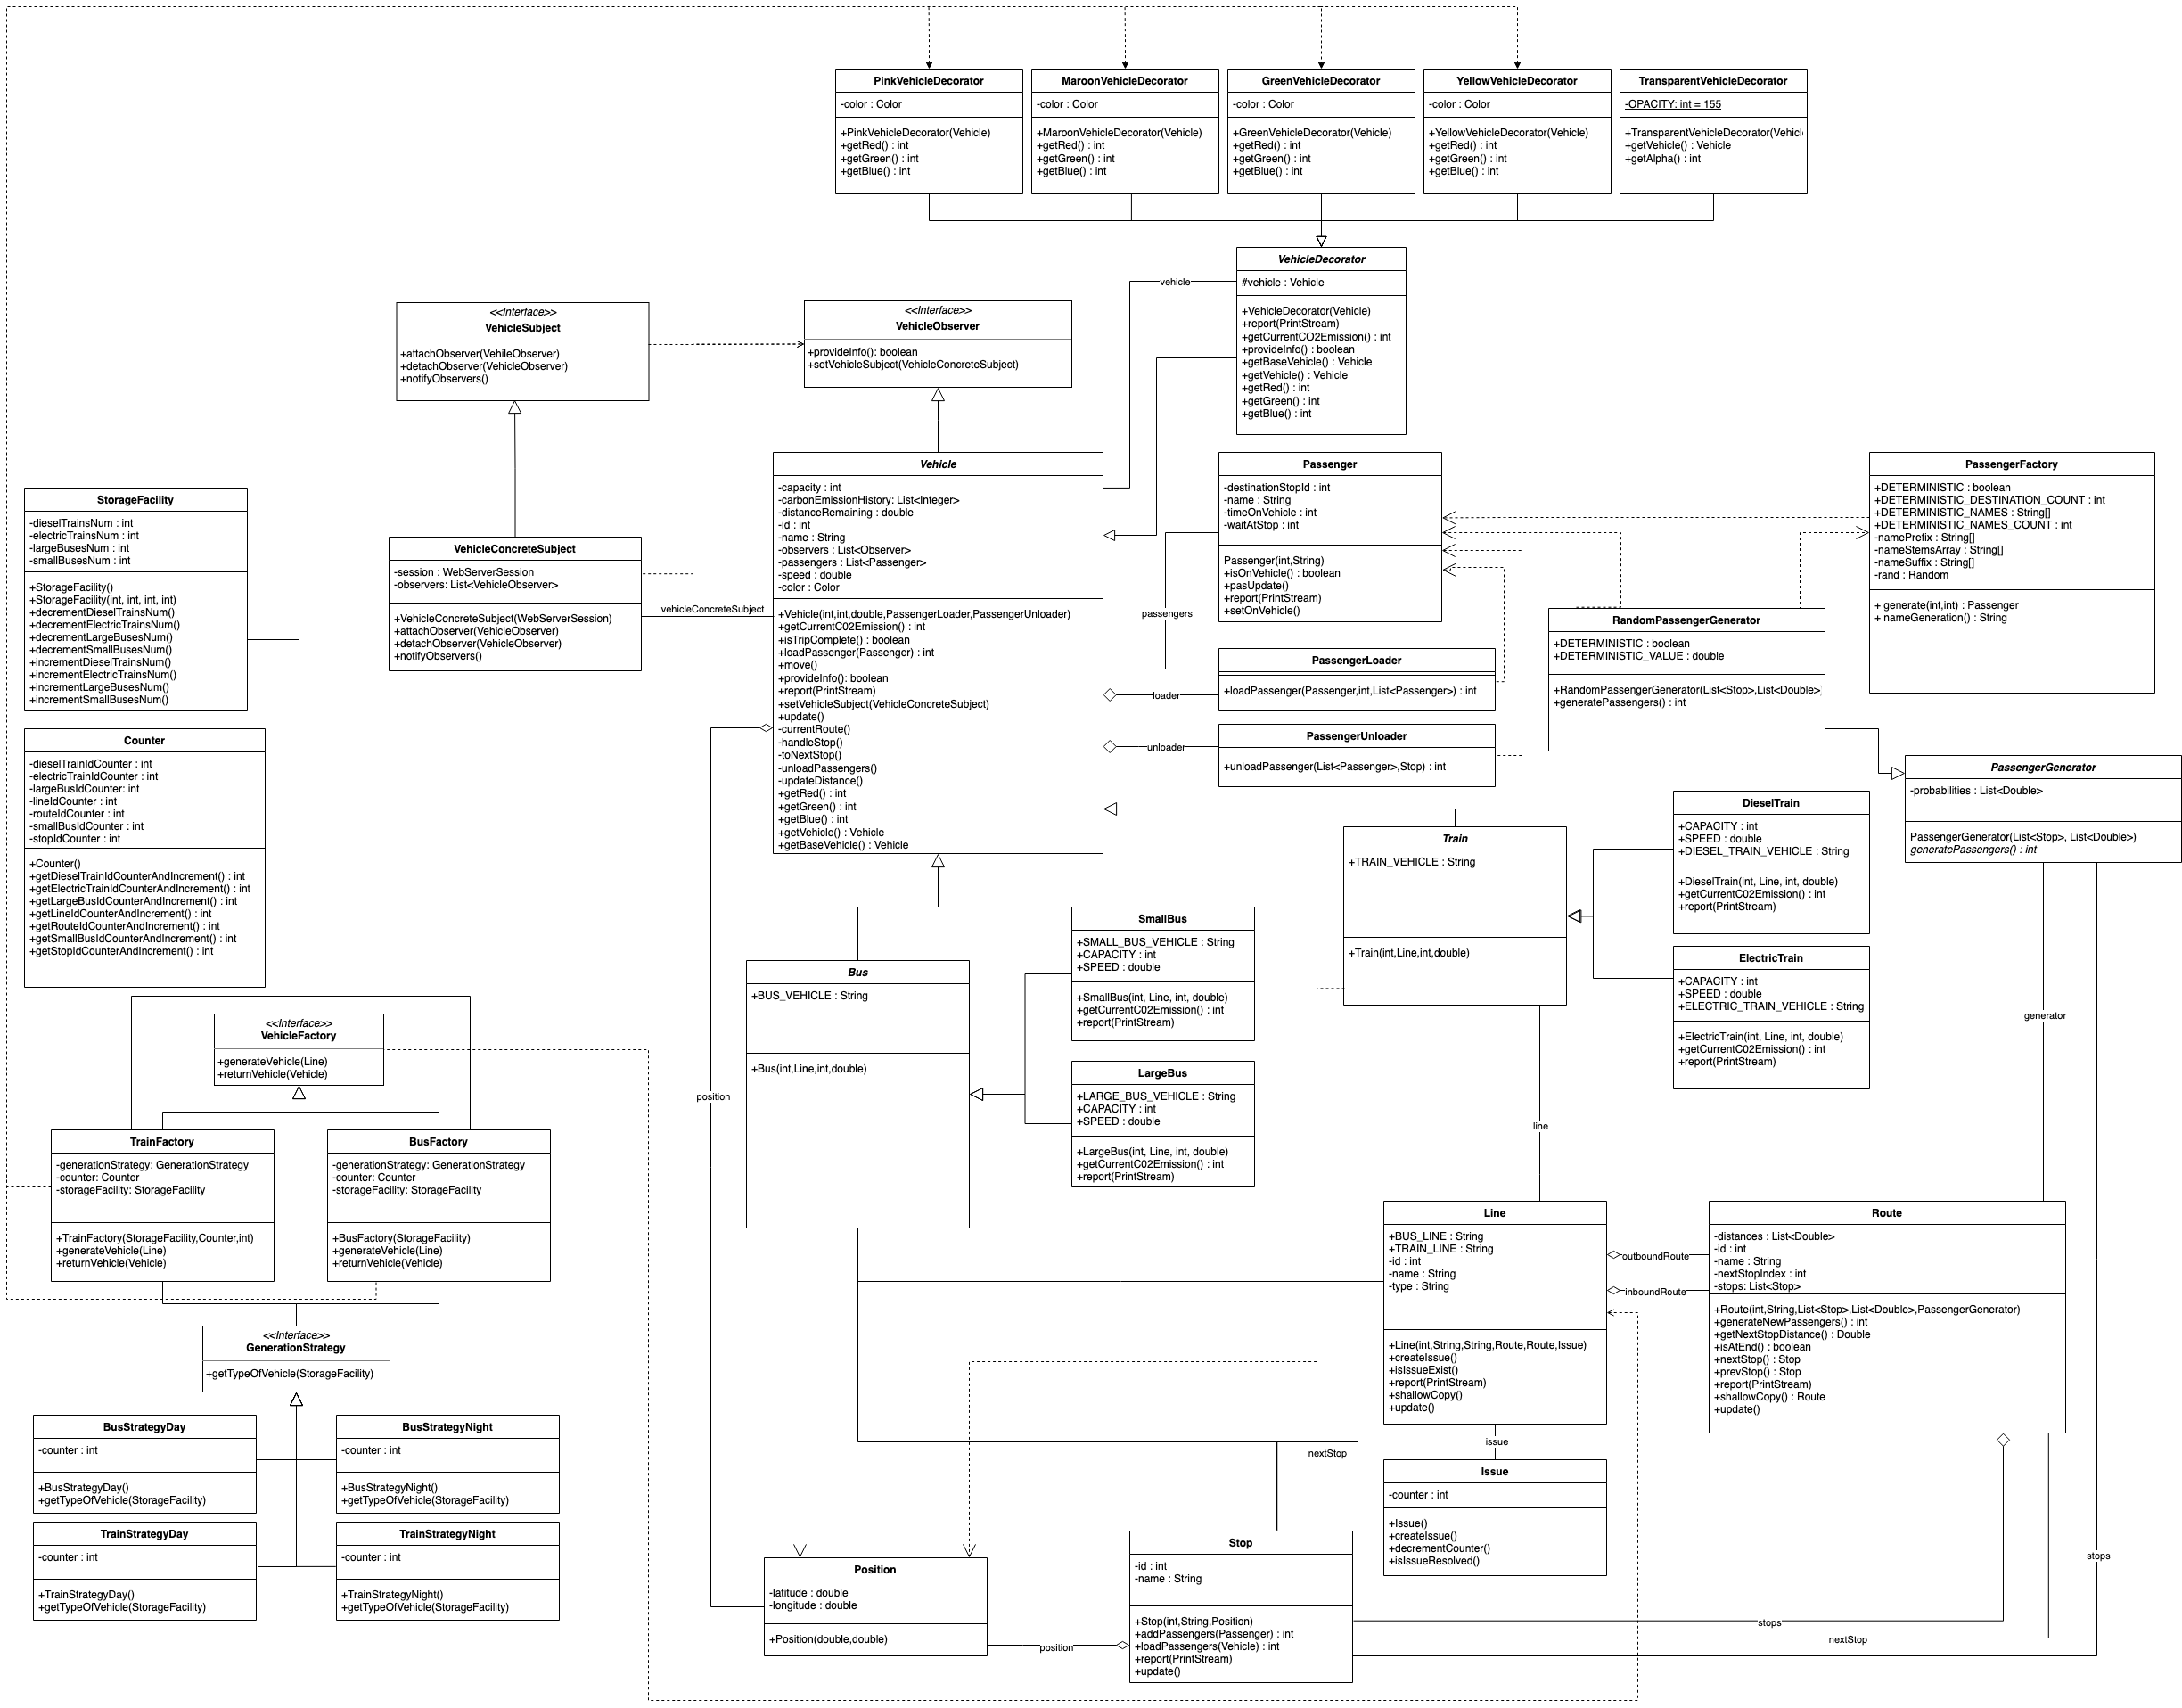 PinkVehicleDecorator
-color : Color
+PinkVehicleDecorator(Vehicle)
+getRed() : int
+getGreen() : int
+getBlue() : int
MaroonVehicleDecorator
-color : Color
+MaroonVehicleDecorator(Vehicle)
+getRed() : int
+getGreen() : int
+getBlue() : int
GreenVehicleDecorator
-color : Color
+GreenVehicleDecorator(Vehicle)
+getRed() : int
+getGreen() : int
+getBlue() : int
YellowVehicleDecorator
-color : Color
+YellowVehicleDecorator(Vehicle)
+getRed() : int
+getGreen() : int
+getBlue() : int
TransparentVehicleDecorator
-OPACITY: int = 155
+TransparentVehicleDecorator(Vehicl
+getVehicle() : Vehicle
+getAlpha() : int
VehicleDecorator
#vehicle : Vehicle
+VehicleDecorator(Vehicle)
+report(PrintStream)
+getCurrentCO2Emission() : int
+provideInfo() : boolean
+getBaseVehicle() : Vehicle
+getVehicle() : Vehicle
+getRed() : int
+getGreen() : int
+getBlue() : int
vehicle
<<Interface>>
VehicleSubject
+attachObserver(VehileObserver)
+detachObserver(VehicleObserver)
+notifyObservers()
<<Interface>>
VehicleObserver
+provideInfo(): boolean
+setVehicleSubject(VehicleConcreteSubject)
Vehicle
-capacity : int
-carbonEmissionHistory: List<Integer>
-distanceRemaining : double
-id : int
-name : String
-observers : List<Observer>
-passengers : List<Passenger>
-speed : double
-color : Color
+Vehicle(int,int,double,PassengerLoader,PassengerUnloader)
+getCurrentC02Emission() : int
+isTripComplete() : boolean
+loadPassenger(Passenger) : int
+move()
+provideInfo(): boolean
+report(PrintStream)
+setVehicleSubject(VehicleConcreteSubject)
+update()
-currentRoute()
-handleStop()
-toNextStop()
-unloadPassengers()
-updateDistance()
+getRed() : int
+getGreen() : int
+getBlue() : int
+getVehicle() : Vehicle
+getBaseVehicle() : Vehicle
Passenger
-destinationStopId : int
-name : String
-timeOnVehicle : int
-waitAtStop : int
Passenger(int,String)
+isOnVehicle() : boolean
+pasUpdate()
+report(PrintStream)
+setOnVehicle()
passengers
PassengerFactory
+DETERMINISTIC : boolean
+DETERMINISTIC_DESTINATION_COUNT : int
+DETERMINISTIC_NAMES : String[]
+DETERMINISTIC_NAMES_COUNT : int
-namePrefix : String[]
-nameStemsArray : String[]
-nameSuffix : String[]
-rand : Random
+ generate(int,int) : Passenger
+ nameGeneration() : String
StorageFacility
-dieselTrainsNum : int
-electricTrainsNum : int
-largeBusesNum : int
-smallBusesNum : int
+StorageFacility()
+StorageFacility(int, int, int, int)
+decrementDieselTrainsNum()
+decrementElectricTrainsNum()
+decrementLargeBusesNum()
+decrementSmallBusesNum()
+incrementDieselTrainsNum()
+incrementElectricTrainsNum()
+incrementLargeBusesNum()
+incrementSmallBusesNum()
VehicleConcreteSubject
-session : WebServerSession
-observers: List<VehicleObserver>
+VehicleConcreteSubject(WebServerSession)
+attachObserver(VehicleObserver)
+detachObserver(VehicleObserver)
+notifyObservers()
vehicleConcreteSubject
RandomPassengerGenerator
+DETERMINISTIC : boolean
+DETERMINISTIC_VALUE : double
+RandomPassengerGenerator(List<Stop>,List<Double>
+generatePassengers() : int
PassengerLoader
+loadPassenger(Passenger,int,List<Passenger>) : int
loader
PassengerUnloader
+unloadPassenger(List<Passenger>,Stop) : int
unloader
PassengerGenerator
-probabilities : List<Double>
PassengerGenerator(List<Stop>, List<Double>)
generatePassengers() : int
Counter
-dieselTrainIdCounter : int
-electricTrainIdCounter : int
-largeBusIdCounter: int
-lineIdCounter : int
-routeIdCounter : int
-smallBusIdCounter : int
-stopIdCounter : int
+Counter()
+getDieselTrainIdCounterAndIncrement() : int
+getElectricTrainIdCounterAndIncrement() : int
+getLargeBusIdCounterAndIncrement() : int
+getLineIdCounterAndIncrement() : int
+getRouteIdCounterAndIncrement() : int
+getSmallBusIdCounterAndIncrement() : int
+getStopIdCounterAndIncrement() : int
Train
+TRAIN_VEHICLE : String
+Train(int,Line,int,double)
DieselTrain
+CAPACITY : int
+SPEED : double
+DIESEL_TRAIN_VEHICLE : String
+DieselTrain(int, Line, int, double)
+getCurrentC02Emission() : int
+report(PrintStream)
ElectricTrain
+CAPACITY : int
+SPEED : double
+ELECTRIC_TRAIN_VEHICLE : String
+ElectricTrain(int, Line, int, double)
+getCurrentC02Emission() : int
+report(PrintStream)
Bus
+BUS_VEHICLE : String
+Bus(int,Line,int,double)
SmallBus
+SMALL_BUS_VEHICLE : String
+CAPACITY : int
+SPEED : double
+SmallBus(int, Line, int, double)
+getCurrentC02Emission() : int
+report(PrintStream)
LargeBus
+LARGE_BUS_VEHICLE : String
+CAPACITY : int
+SPEED : double
+LargeBus(int, Line, int, double)
+getCurrentC02Emission() : int
+report(PrintStream)
generator
position
line
<<Interface>>
VehicleFactory
+generateVehicle(Line)
+returnVehicle(Vehicle)
TrainFactory
-generationStrategy: GenerationStrategy
-counter: Counter
-storageFacility: StorageFacility
+TrainFactory(StorageFacility,Counter,int)
+generateVehicle(Line)
+returnVehicle(Vehicle)
BusFactory
-generationStrategy: GenerationStrategy
-counter: Counter
-storageFacility: StorageFacility
+BusFactory(StorageFacility)
+generateVehicle(Line)
+returnVehicle(Vehicle)
Line
+BUS_LINE : String
+TRAIN_LINE : String
-id : int
-name : String
-type : String
+Line(int,String,String,Route,Route,Issue)
+createIssue()
+isIssueExist()
+report(PrintStream)
+shallowCopy()
+update()
outboundRoute
inboundRoute
Route
-distances : List<Double>
-id : int
-name : String
-nextStopIndex : int
-stops: List<Stop>
+Route(int,String,List<Stop>,List<Double>,PassengerGenerator)
+generateNewPassengers() : int
+getNextStopDistance() : Double
+isAtEnd() : boolean
+nextStop() : Stop
+prevStop() : Stop
+report(PrintStream)
+shallowCopy() : Route
+update()
<<Interface>>
GenerationStrategy
+getTypeOfVehicle(StorageFacility)
BusStrategyDay
-counter : int
+BusStrategyDay()
+getTypeOfVehicle(StorageFacility)
BusStrategyNight
-counter : int
+BusStrategyNight()
+getTypeOfVehicle(StorageFacility)
TrainStrategyDay
-counter : int
+TrainStrategyDay()
+getTypeOfVehicle(StorageFacility)
TrainStrategyNight
-counter : int
+TrainStrategyNight()
+getTypeOfVehicle(StorageFacility)
issue
nextStop
Issue
-counter : int
+Issue()
+createIssue()
+decrementCounter()
+isIssueResolved()
Position
-latitude : double
-longitude : double
+Position(double,double)
position
Stop
-id : int
-name : String
+Stop(int,String,Position)
+addPassengers(Passenger) : int
+loadPassengers(Vehicle) : int
+report(PrintStream)
+update()
stops
stops
nextStop